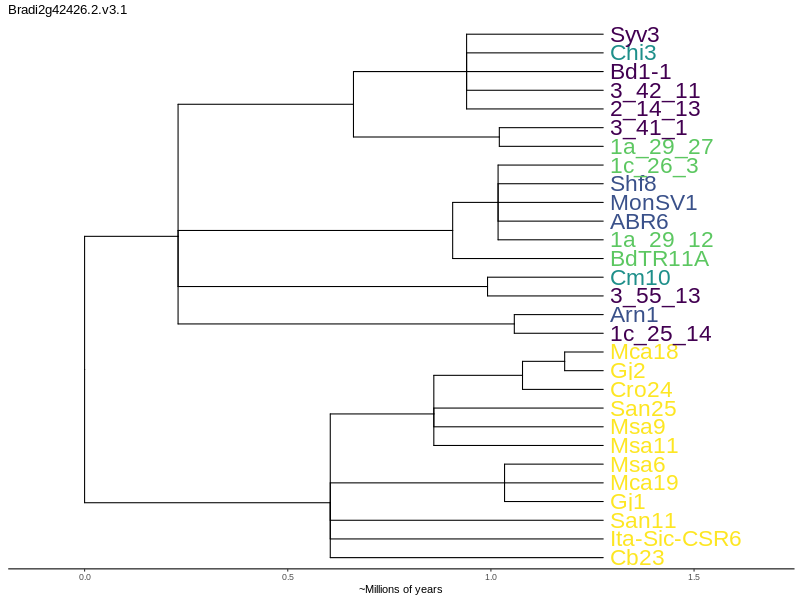 Bradi2g42426.2.v3.1
Syv3
Chi3
Bd1-1
3_42_11
2_14_13
3_41_1
1a_29_27
1c_26_3
Shf8
MonSV1
ABR6
1a_29_12
BdTR11A
Cm10
3_55_13
Arn1
1c_25_14
Mca18
Gj2
Cro24
San25
Msa9
Msa11
Msa6
Mca19
Gj1
San11
Ita-Sic-CSR6
Cb23
0.0 0.5 1.0 1.5
~Millions of years